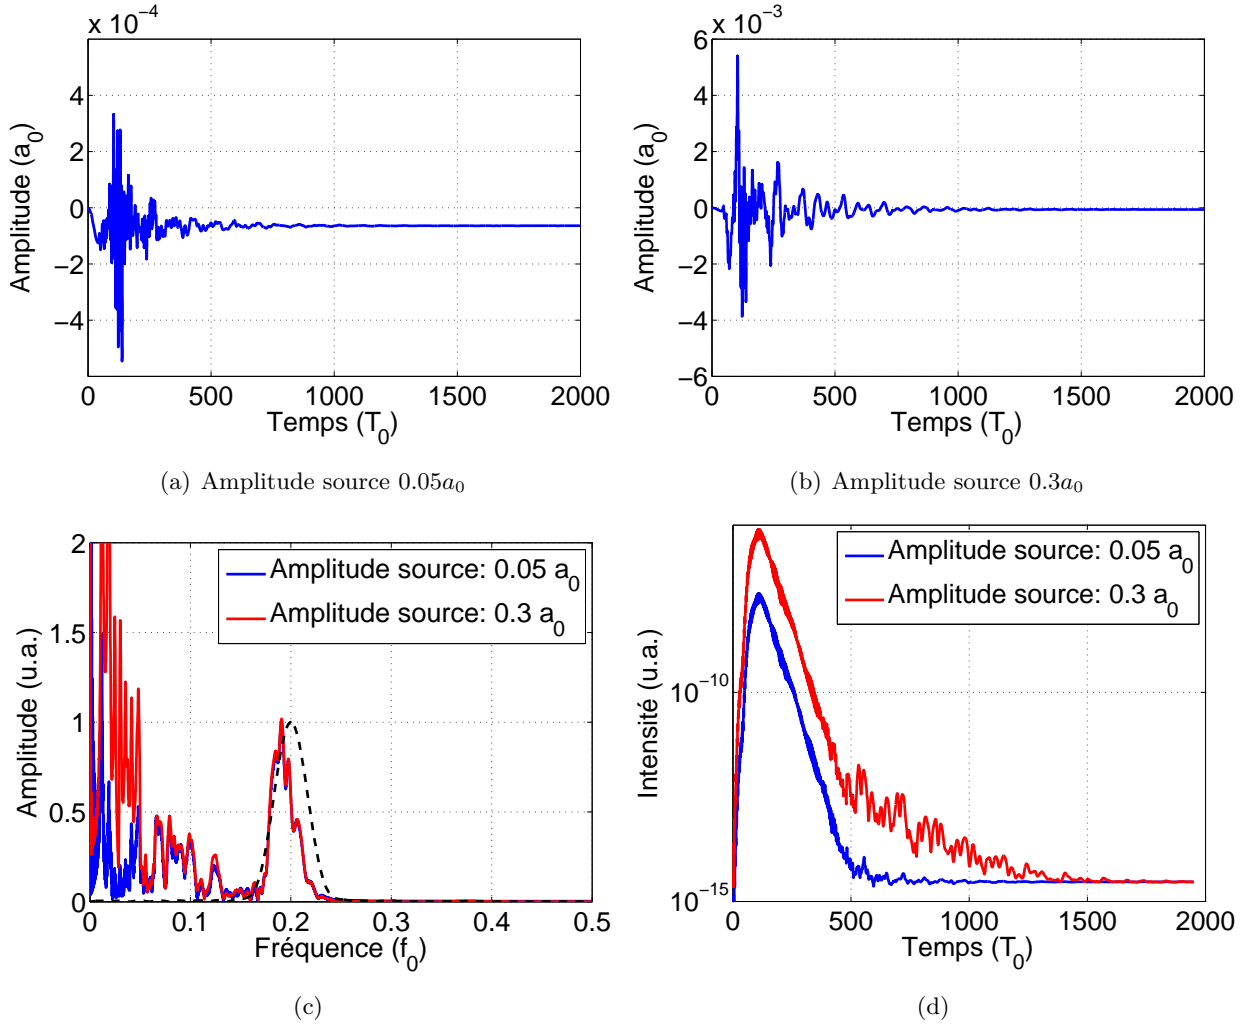 x 10^−4
4
2
0
−2
−4
0 500 1000 1500 2000
Amplitude (a_0)
Temps (T_0)
(a) Amplitude source 0.05a_0
x 10^−3
6
4
2
0
−2
−4
−6
0 500 1000 1500 2000
Amplitude (a_0)
Temps (T_0)
(b) Amplitude source 0.3a_0
2
1.5
1
0.5
0
0 0.1 0.2 0.3 0.4 0.5
Amplitude (u.a.)
Fréquence (f_0)
Amplitude source: 0.05 a_0
Amplitude source: 0.3 a_0
(c)
10^−10
10^−15
0 500 1000 1500 2000
Intensité (u.a.)
Temps (T_0)
Amplitude source: 0.05 a_0
Amplitude source: 0.3 a_0
(d)